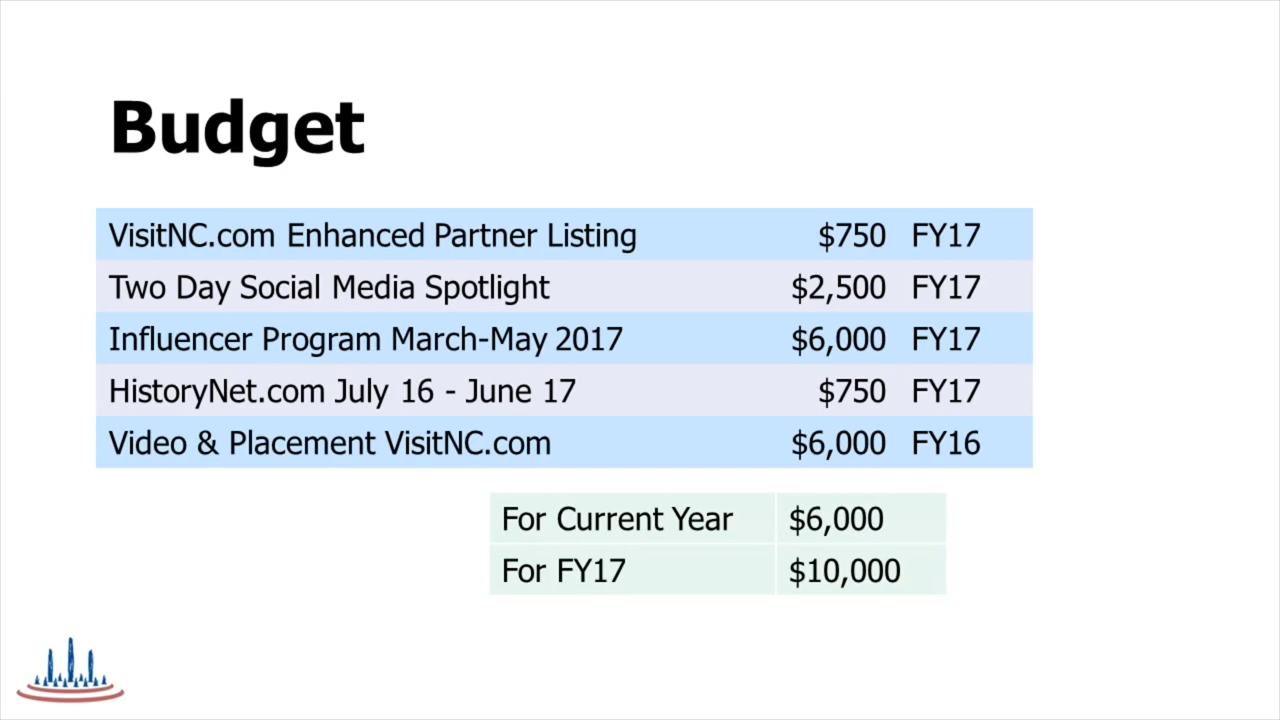 Budget
VisitNC.com Enhanced Partner Listing $750 FY17
Two Day Social Media Spotlight $2,500 FY17
Influencer Program March-May 2017 $6,000 FY17
HistoryNet.com July 16 - June 17 $750 FY17
Video & Placement VisitNC.com $6,000 FY16
For Current Year $6,000
For FY17 $10,000